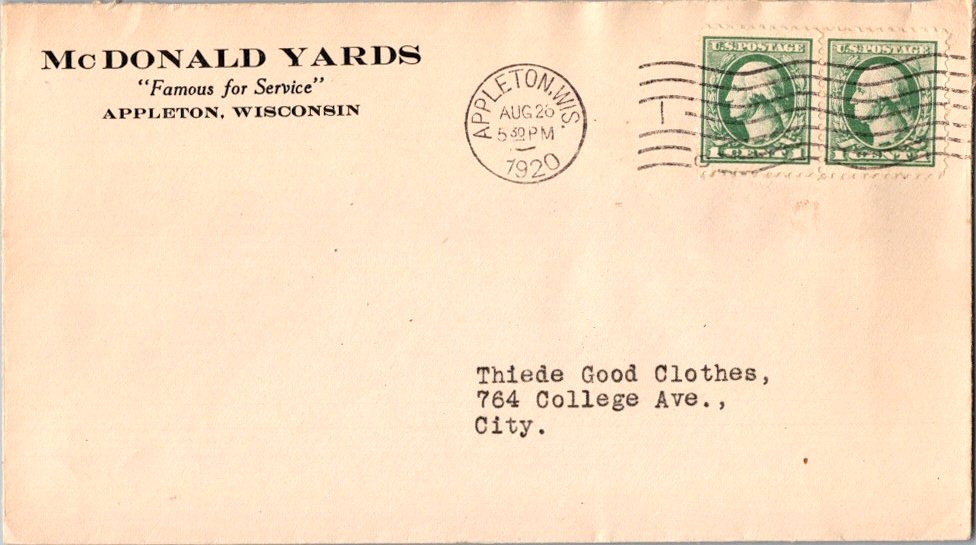 McDONALD YARDS
"Famous for Service"
APPLETON, WISCONSIN
APPLETON, WIS.
AUG 26
5 30 PM
1920
1
U.S. POSTAGE U.S. POSTAGE
1 CENT 1 1 CENT 1
Thiede Good Clothes,
764 College Ave.,
City.